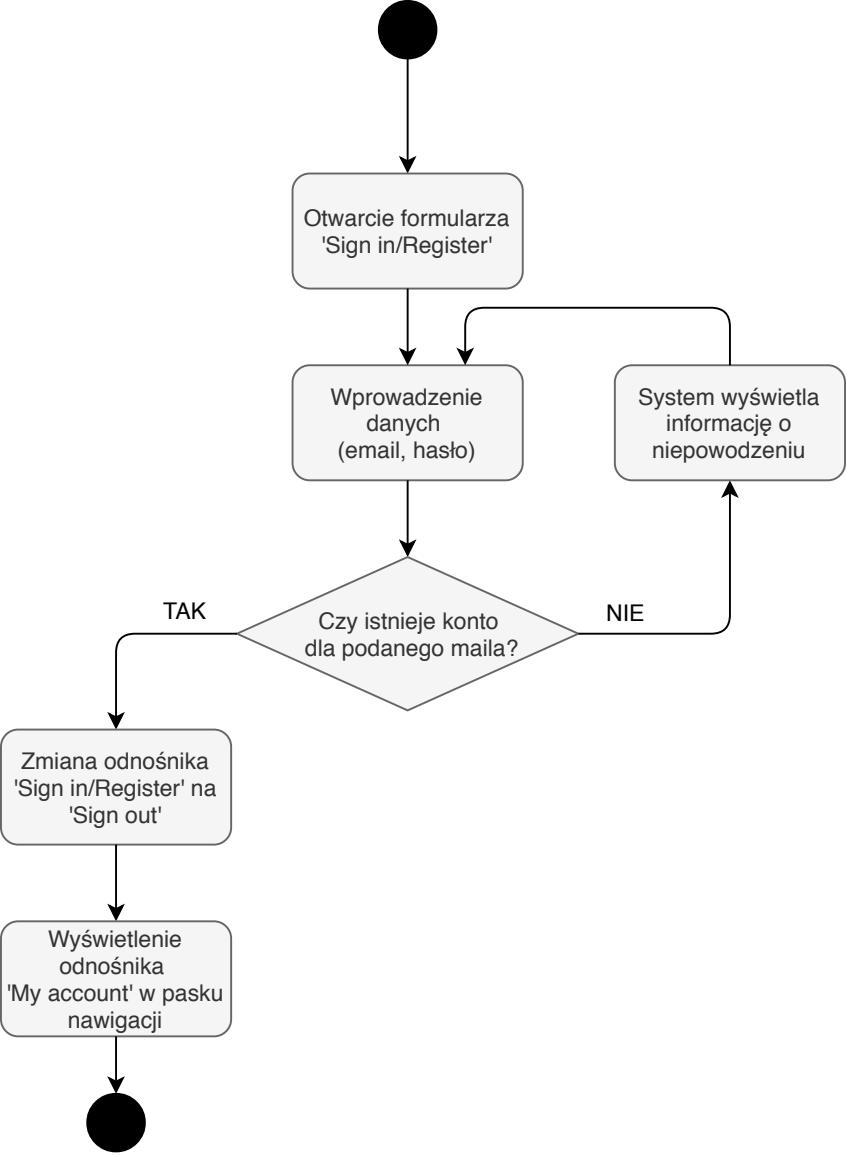 Otwarcie formularza
'Sign in/Register'
Wprowadzenie
danych
(email, hasło)
System wyświetla
informację o
niepowodzeniu
Czy istnieje konto
dla podanego maila?
TAK
NIE
Zmiana odnośnika
'Sign in/Register' na
'Sign out'
Wyświetlenie
odnośnika
'My account' w pasku
nawigacji